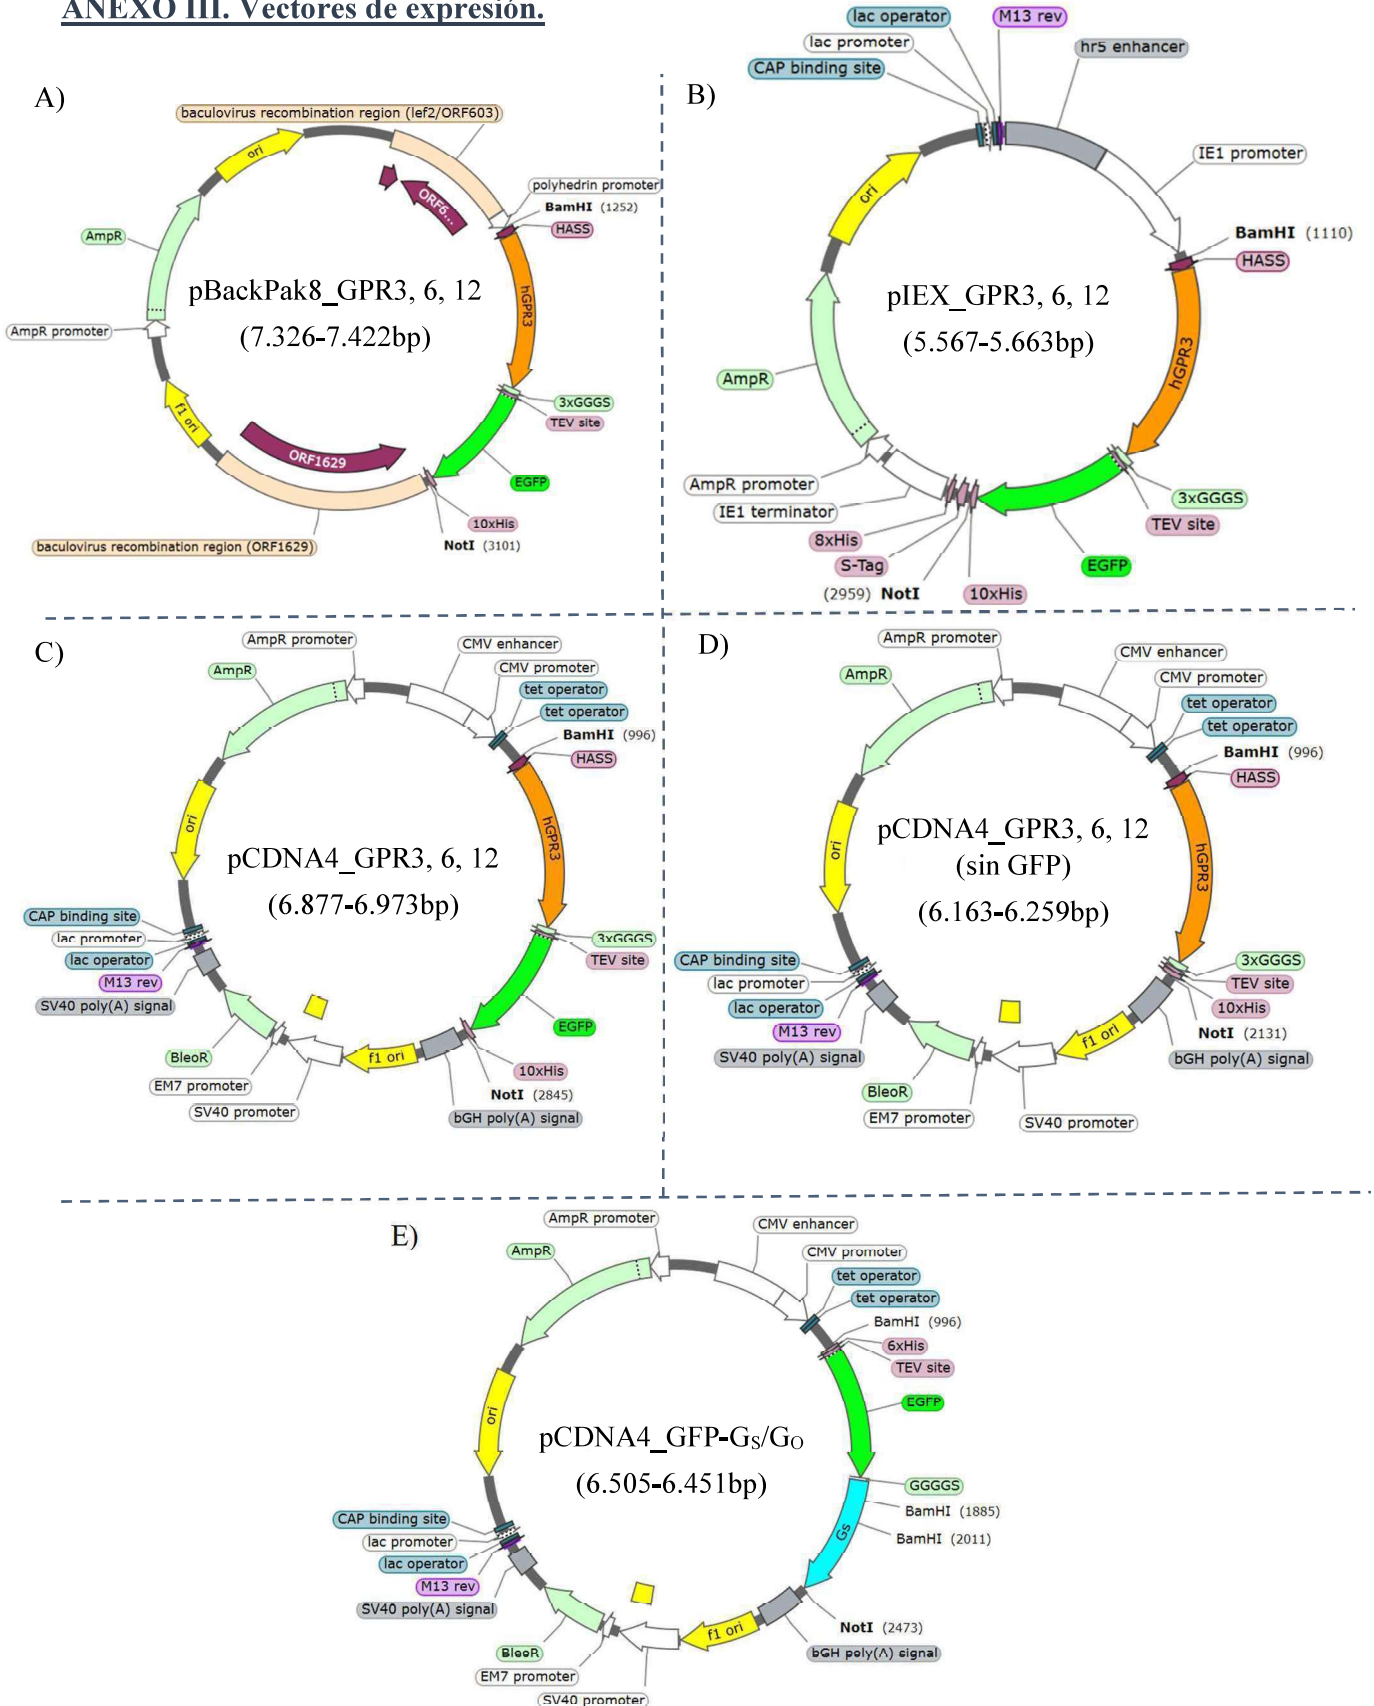 ANEXO III. Vectores de expresión.
A)
baculovirus recombination region (lef2/ORF603)
ori
ORF6...
polyhedrin promoter
BamHI (1252)
HASS
AmpR
hGPR3
pBackPak8_GPR3, 6, 12
(7.326-7.422bp)
AmpR promoter
3xGGGS
TEV site
f1 ori
ORF1629
EGFP
10xHis
NotI (3101)
baculovirus recombination region (ORF1629)
B)
lac operator
M13 rev
lac promoter
hr5 enhancer
CAP binding site
IE1 promoter
ori
BamHI (1110)
HASS
pIEX_GPR3, 6, 12
(5.567-5.663bp)
hGPR3
AmpR
AmpR promoter
3xGGGS
IE1 terminator
TEV site
8xHis
S-Tag
EGFP
(2959) NotI
10xHis
C)
AmpR promoter
CMV enhancer
AmpR
CMV promoter
tet operator
tet operator
BamHI (996)
HASS
ori
hGPR3
pCDNA4_GPR3, 6, 12
(6.877-6.973bp)
CAP binding site
lac promoter
3xGGGS
lac operator
TEV site
M13 rev
SV40 poly(A) signal
EGFP
BleoR
f1 ori
10xHis
EM7 promoter
NotI (2845)
SV40 promoter
bGH poly(A) signal
D)
AmpR promoter
CMV enhancer
AmpR
CMV promoter
tet operator
tet operator
BamHI (996)
HASS
ori
hGPR3
pCDNA4_GPR3, 6, 12
(sin GFP)
(6.163-6.259bp)
CAP binding site
3xGGGS
lac promoter
TEV site
lac operator
10xHis
M13 rev
NotI (2131)
SV40 poly(A) signal
f1 ori
bGH poly(A) signal
BleoR
EM7 promoter
SV40 promoter
E)
AmpR promoter
CMV enhancer
AmpR
CMV promoter
tet operator
tet operator
BamHI (996)
6xHis
TEV site
EGFP
ori
pCDNA4_GFP-GS/GO
(6.505-6.451bp)
GGGGS
BamHI (1885)
CAP binding site
Gs
BamHI (2011)
lac promoter
lac operator
M13 rev
SV40 poly(A) signal
NotI (2473)
f1 ori
BleoR
bGH poly(A) signal
EM7 promoter
SV40 promoter